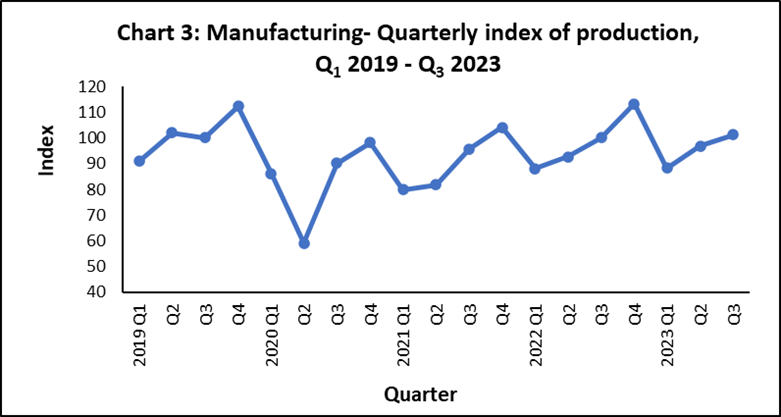 Chart 3: Manufacturing- Quarterly index of production,
Q1 2019 - Q3 2023
Index
120
110
100
90
80
70
60
50
40
2019 Q1
Q2
Q3
Q4
2020 Q1
Q2
Q3
Q4
2021 Q1
Q2
Q3
Q4
2022 Q1
Q2
Q3
Q4
2023 Q1
Q2
Q3
Quarter